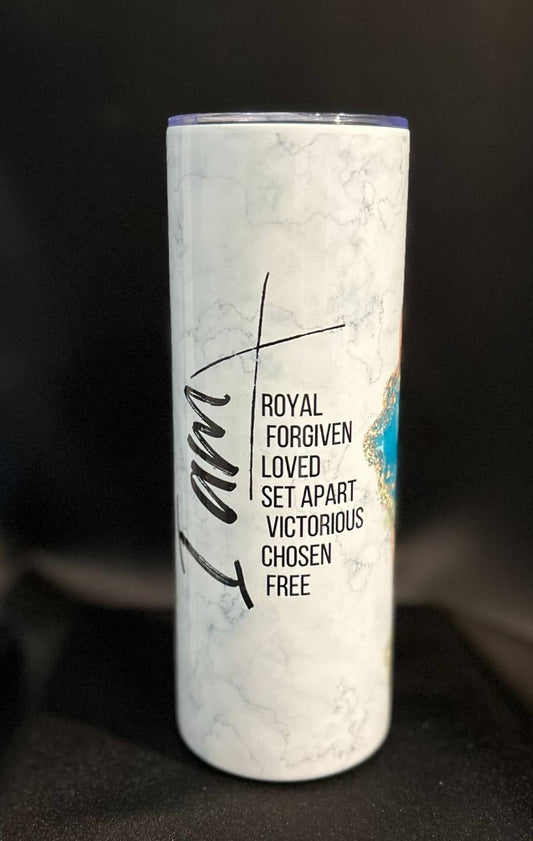 I am
ROYAL
FORGIVEN
LOVED
SET APART
VICTORIOUS
CHOSEN
FREE